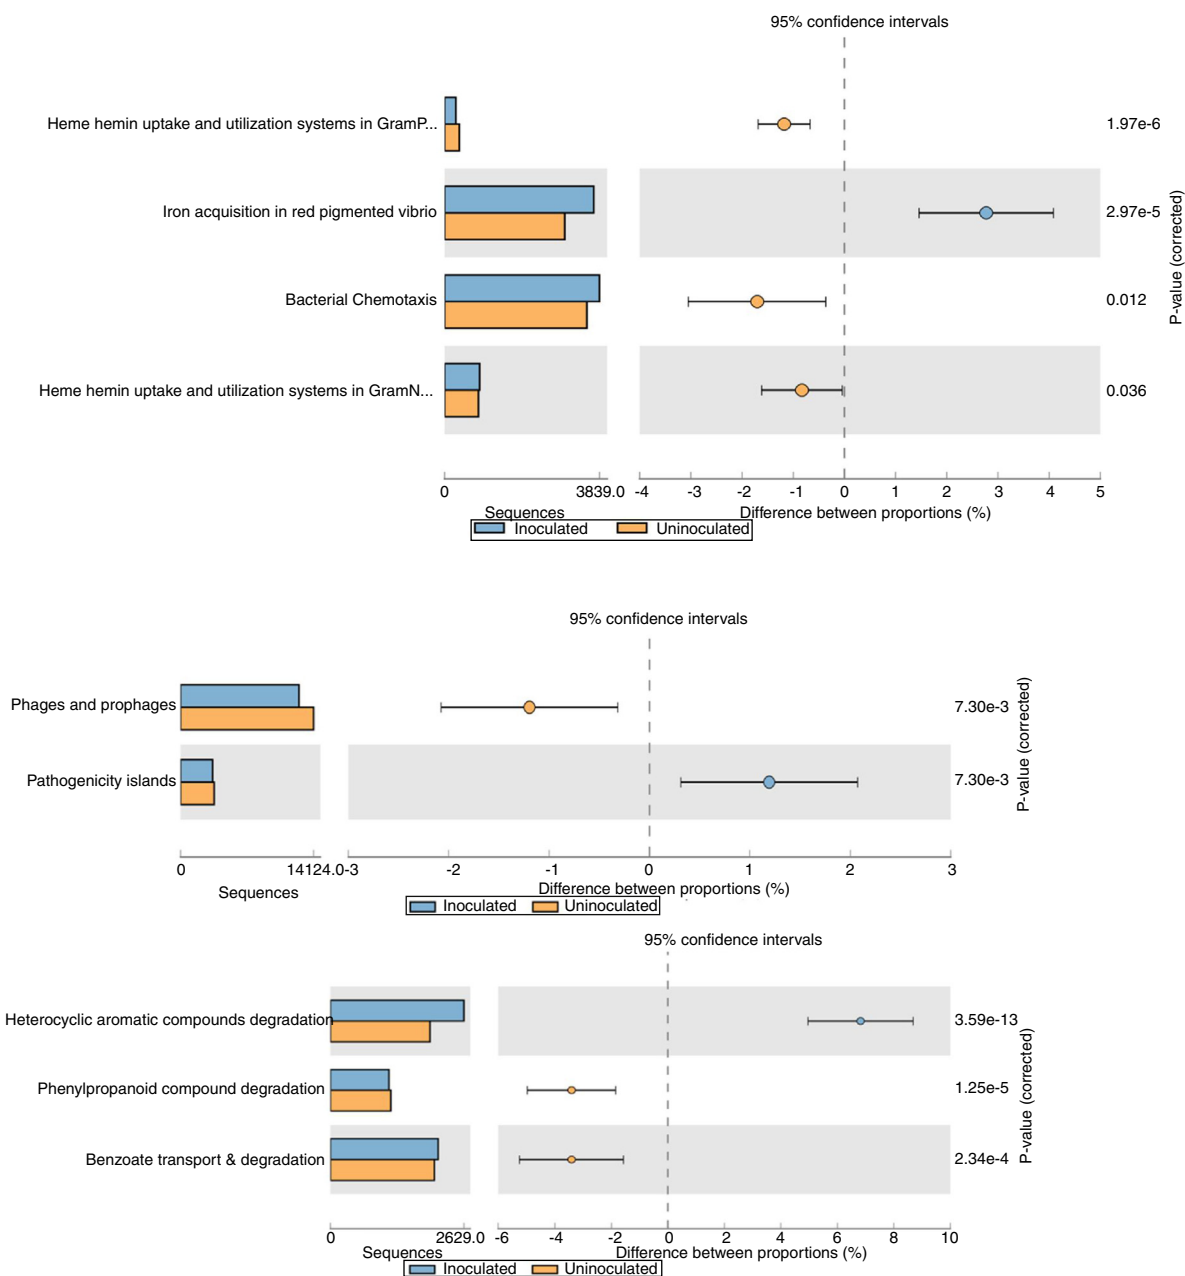 95% confidence intervals
Heme hemin uptake and utilization systems in GramP...
1.97e-6
Iron acquisition in red pigmented vibrio
2.97e-5
Bacterial Chemotaxis
0.012
Heme hemin uptake and utilization systems in GramN...
0.036
P-value (corrected)
0 3839.0 -4 -3 -2 -1 0 1 2 3 4 5
Sequences Difference between proportions (%)
Inoculated Uninoculated
95% confidence intervals
Phages and prophages
7.30e-3
Pathogenicity islands
7.30e-3
P-value (corrected)
0 14124.0 -3 -2 -1 0 1 2 3
Sequences Difference between proportions (%)
Inoculated Uninoculated
95% confidence intervals
Heterocyclic aromatic compounds degradation
3.59e-13
Phenylpropanoid compound degradation
1.25e-5
Benzoate transport & degradation
2.34e-4
P-value (corrected)
0 2629.0 -6 -4 -2 0 2 4 6 8 10
Sequences Difference between proportions (%)
Inoculated Uninoculated